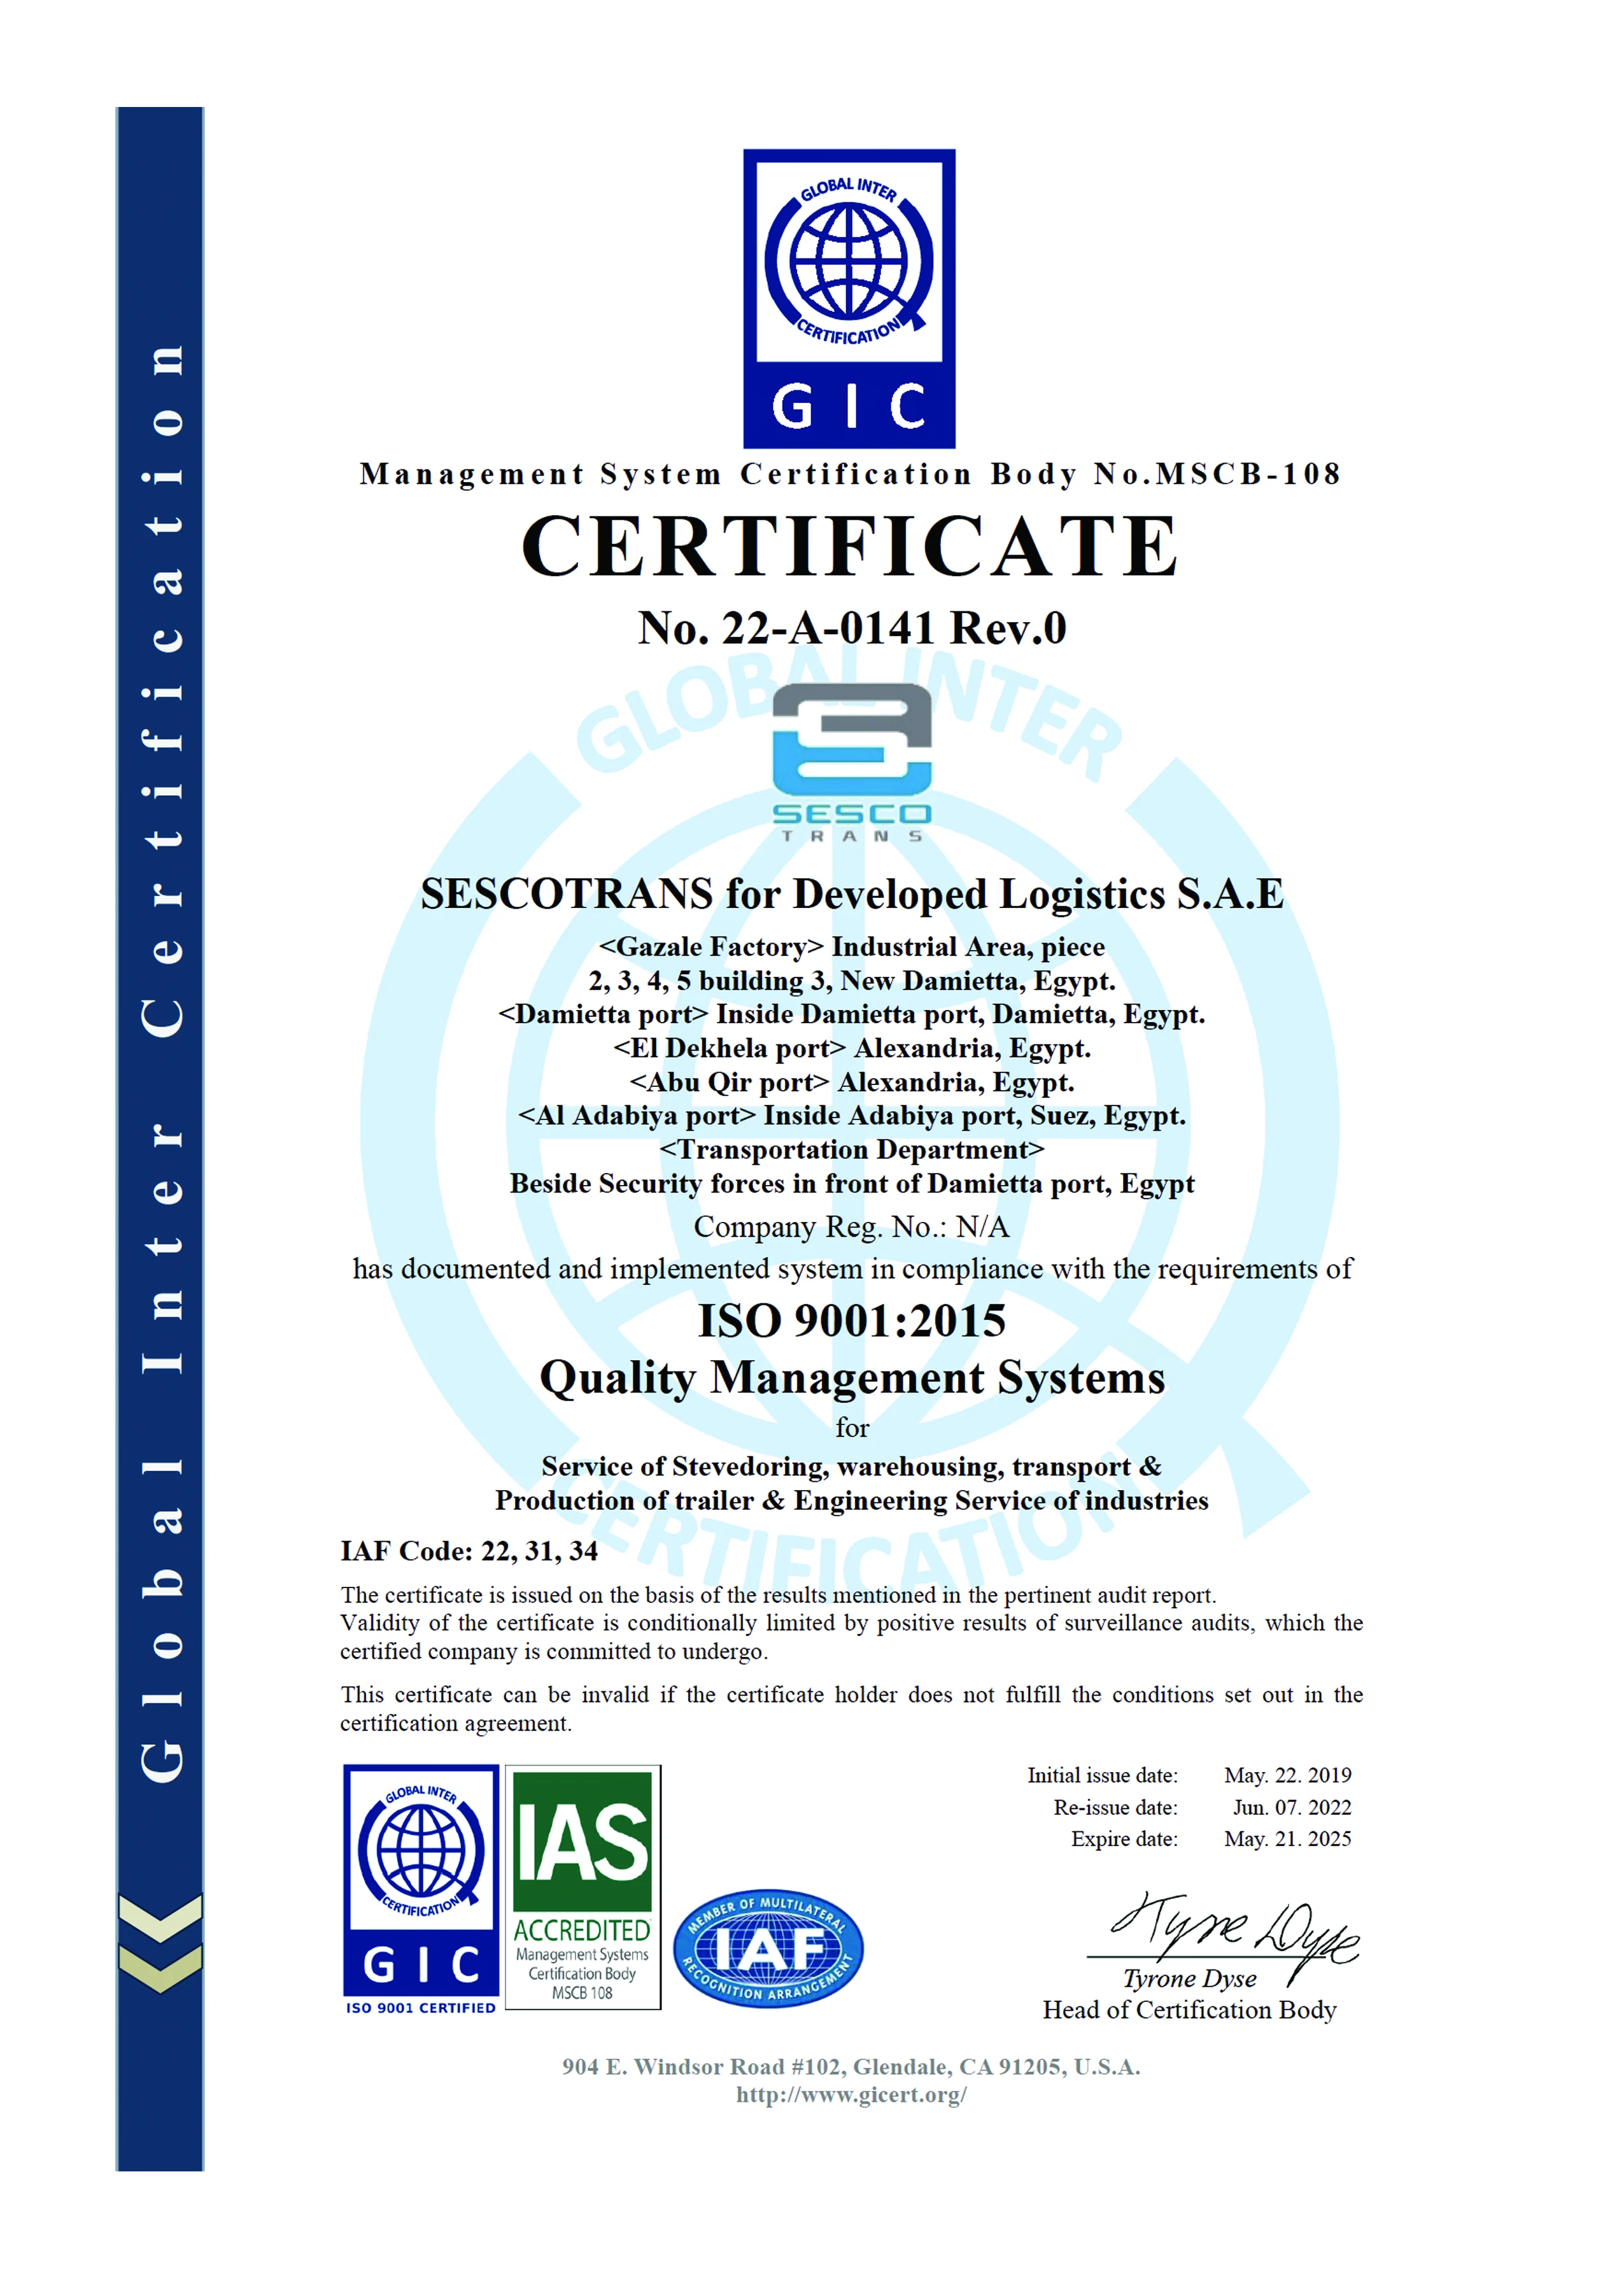 Global Inter Certification
GLOBAL INTER
CERTIFICATION
GIC
Management System Certification Body No.MSCB-108
CERTIFICATE
No. 22-A-0141 Rev.0
GLOBAL INTER
SESCO
TRANS
SESCOTRANS for Developed Logistics S.A.E
<Gazale Factory> Industrial Area, piece
2, 3, 4, 5 building 3, New Damietta, Egypt.
<Damietta port> Inside Damietta port, Damietta, Egypt.
<El Dekhela port> Alexandria, Egypt.
<Abu Qir port> Alexandria, Egypt.
<Al Adabiya port> Inside Adabiya port, Suez, Egypt.
<Transportation Department>
Beside Security forces in front of Damietta port, Egypt
Company Reg. No.: N/A
has documented and implemented system in compliance with the requirements of
ISO 9001:2015
Quality Management Systems
for
Service of Stevedoring, warehousing, transport &
Production of trailer & Engineering Service of industries
CERTIFICATION
IAF Code: 22, 31, 34
The certificate is issued on the basis of the results mentioned in the pertinent audit report.
Validity of the certificate is conditionally limited by positive results of surveillance audits, which the
certified company is committed to undergo.
This certificate can be invalid if the certificate holder does not fulfill the conditions set out in the
certification agreement.
GLOBAL INTER
CERTIFICATION
GIC
ISO 9001 CERTIFIED
IAS
ACCREDITED
Management Systems
Certification Body
MSCB 108
MEMBER OF MULTILATERAL
IAF
RECOGNITION ARRANGEMENT
Initial issue date: May. 22. 2019
Re-issue date: Jun. 07. 2022
Expire date: May. 21. 2025
Tyrone Dyse
Tyrone Dyse
Head of Certification Body
904 E. Windsor Road #102, Glendale, CA 91205, U.S.A.
http://www.gicert.org/